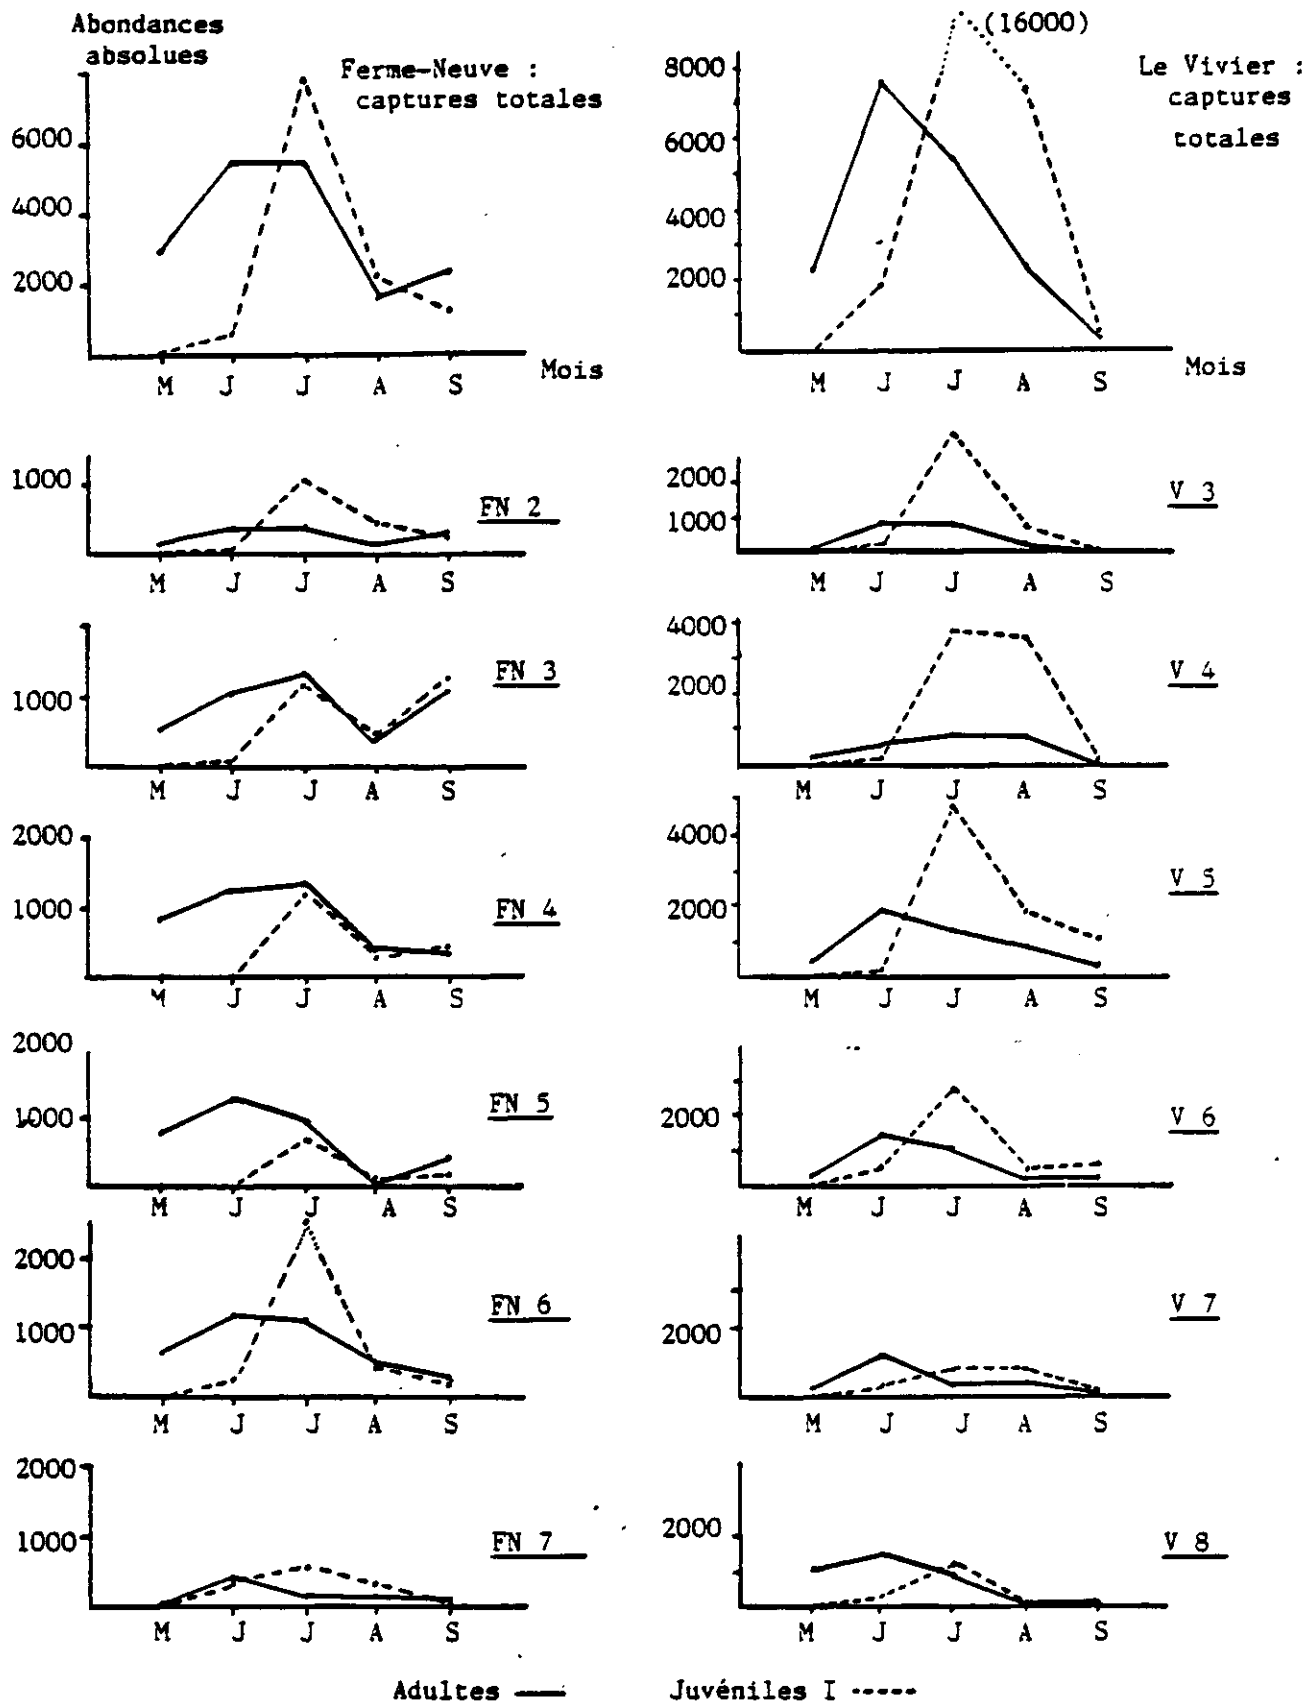 Abondances
absolues
Ferme-Neuve :
captures totales
6000
4000
2000
M J J A S
Mois
(16000)
Le Vivier :
captures
totales
8000
6000
4000
2000
M J J A S
Mois
1000
FN 2
M J J A S
2000
1000
V 3
M J J A S
1000
FN 3
M J J A S
4000
2000
V 4
M J J A S
2000
1000
FN 4
M J J A S
4000
2000
V 5
M J J A S
2000
1000
FN 5
M J J A S
2000
V 6
M J J A S
2000
1000
FN 6
M J J A S
2000
V 7
M J J A S
2000
1000
FN 7
M J J A S
2000
V 8
M J J A S
Adultes
Juvéniles I